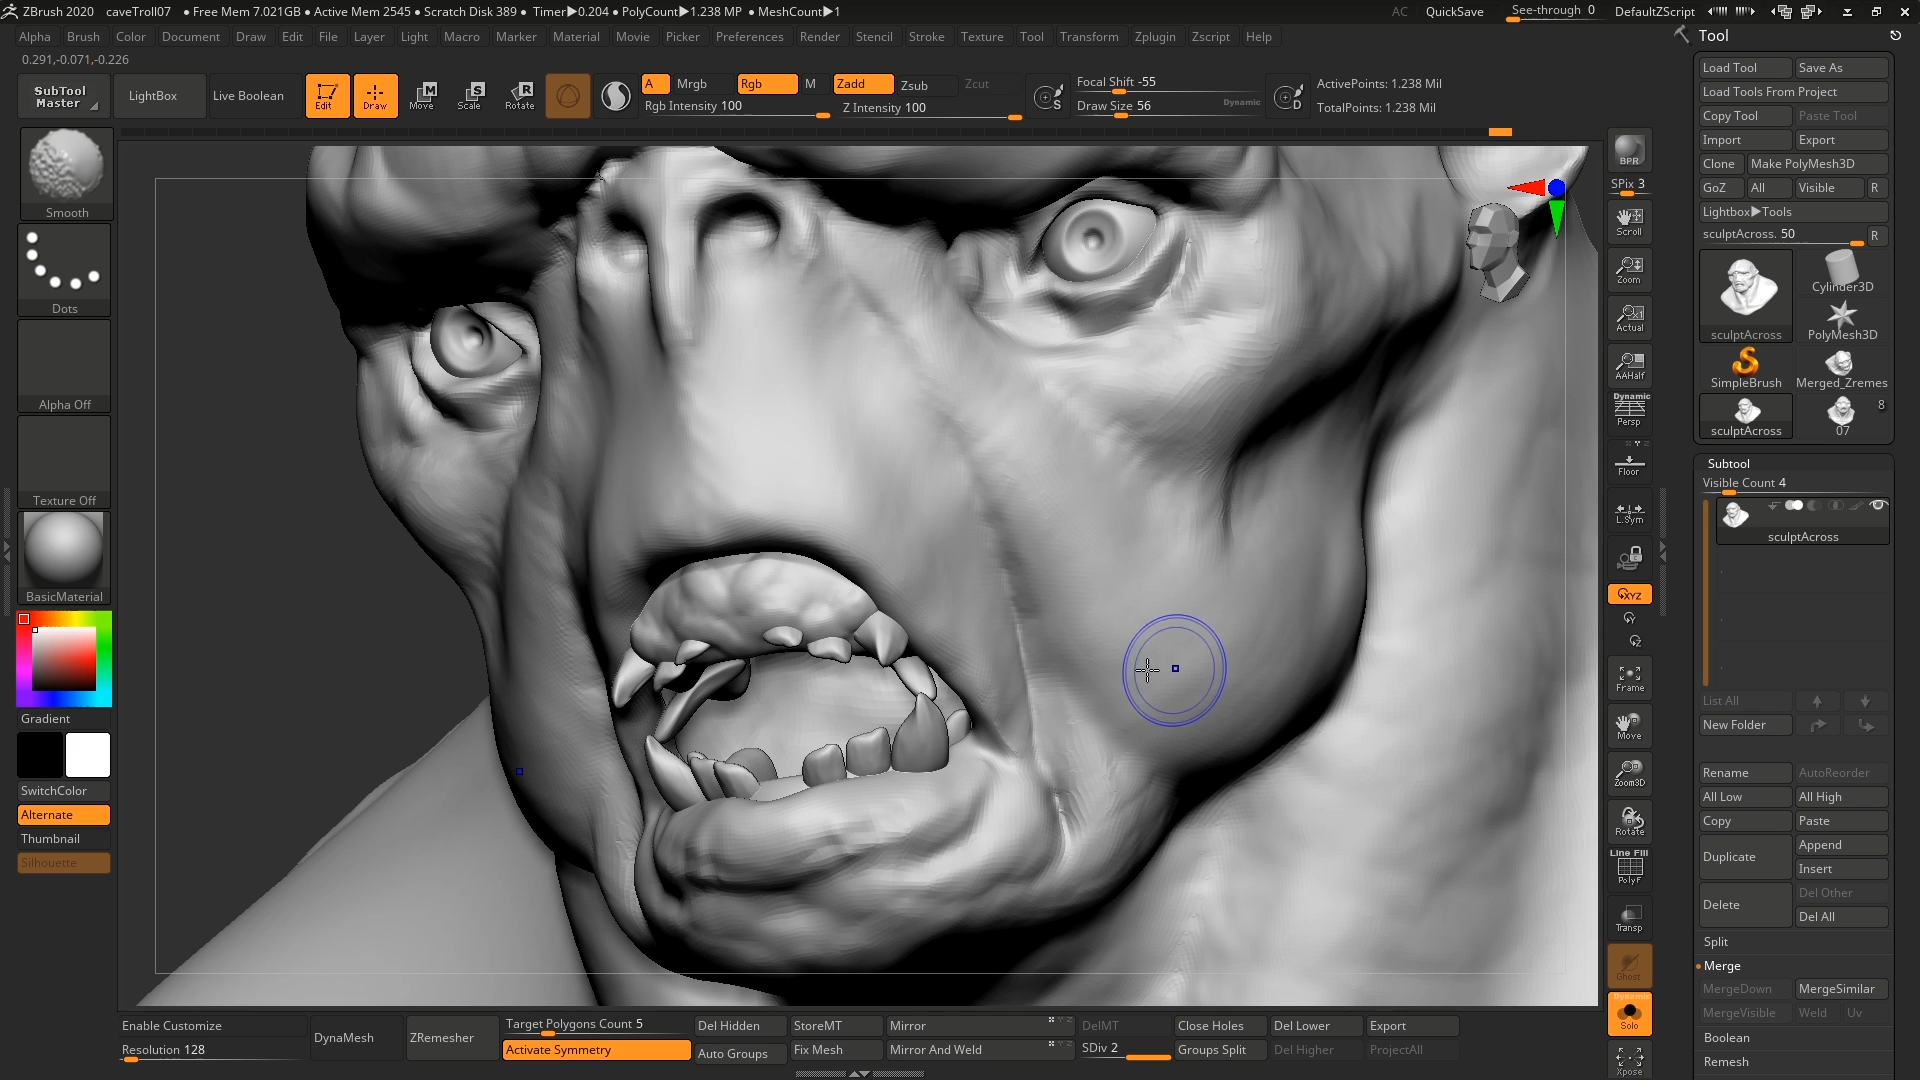 ZBrush 2020 caveTroll07 ● Free Mem 7.021GB ● Active Mem 2545 ● Scratch Disk 389 ● Timer▶0.204 ● PolyCount▶1.238 MP ● MeshCount▶1 AC QuickSave See-through 0 DefaultZScript
Alpha Brush Color Document Draw Edit File Layer Light Macro Marker Material Movie Picker Preferences Render Stencil Stroke Texture Tool Transform Zplugin Zscript Help
0.291,-0.071,-0.226
SubTool Master
LightBox
Live Boolean
Edit
Draw
Move
Scale
Rotate
A Mrgb Rgb M Zadd Zsub Zcut
Rgb Intensity 100 Z Intensity 100
S
Focal Shift -55
Draw Size 56 Dynamic
D
ActivePoints: 1.238 Mil
TotalPoints: 1.238 Mil
Smooth
Dots
Alpha Off
Texture Off
BasicMaterial
Gradient
SwitchColor
Alternate
Thumbnail
Silhouette
BPR
SPix 3
Scroll
Zoom
Actual
AAHalf
Dynamic
Persp
Floor
L.Sym
XYZ
Y
Z
Frame
Move
Zoom3D
Rotate
Line Fill
PolyF
Transp
Ghost
Dynamic
Solo
Xpose
Tool
Load Tool Save As
Load Tools From Project
Copy Tool Paste Tool
Import Export
Clone Make PolyMesh3D
GoZ All Visible R
Lightbox▶Tools
sculptAcross. 50 R
sculptAcross
Cylinder3D
PolyMesh3D
SimpleBrush Merged_Zremes
8
sculptAcross 07
Subtool
Visible Count 4
sculptAcross
List All
New Folder
Rename AutoReorder
All Low All High
Copy Paste
Duplicate Append
Insert
Delete Del Other
Del All
Split
Merge
MergeDown MergeSimilar
MergeVisible Weld Uv
Boolean
Remesh
Enable Customize
Resolution 128
DynaMesh
ZRemesher
Target Polygons Count 5
Activate Symmetry
Del Hidden StoreMT Mirror DelMT Close Holes Del Lower Export
Auto Groups Fix Mesh Mirror And Weld SDiv 2 Groups Split Del Higher ProjectAll